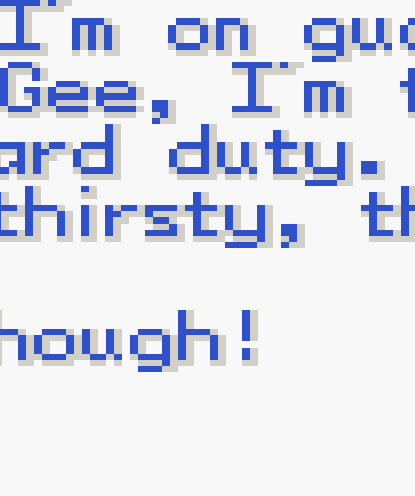 I'm on gu
Gee, I'm
ard duty.
thirsty, th
hough!